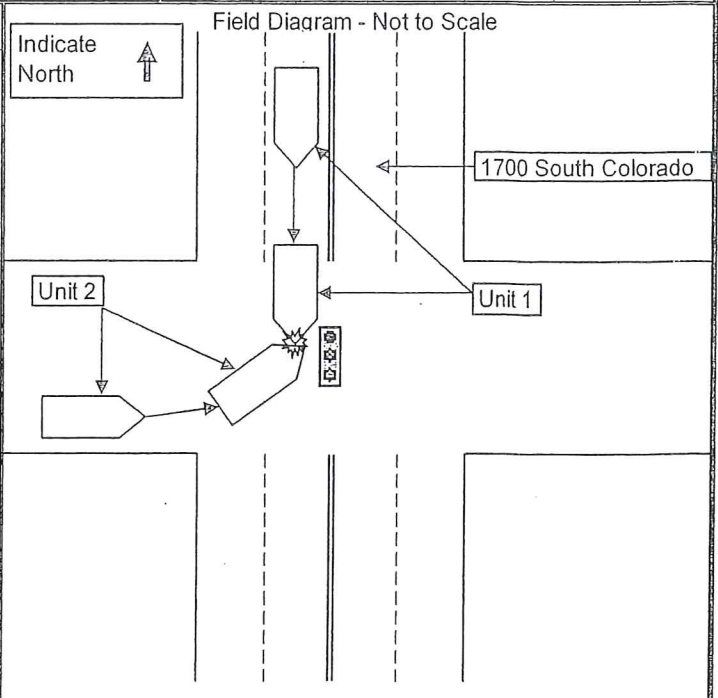 Field Diagram - Not to Scale
Indicate
North
1700 South Colorado
Unit 2
Unit 1